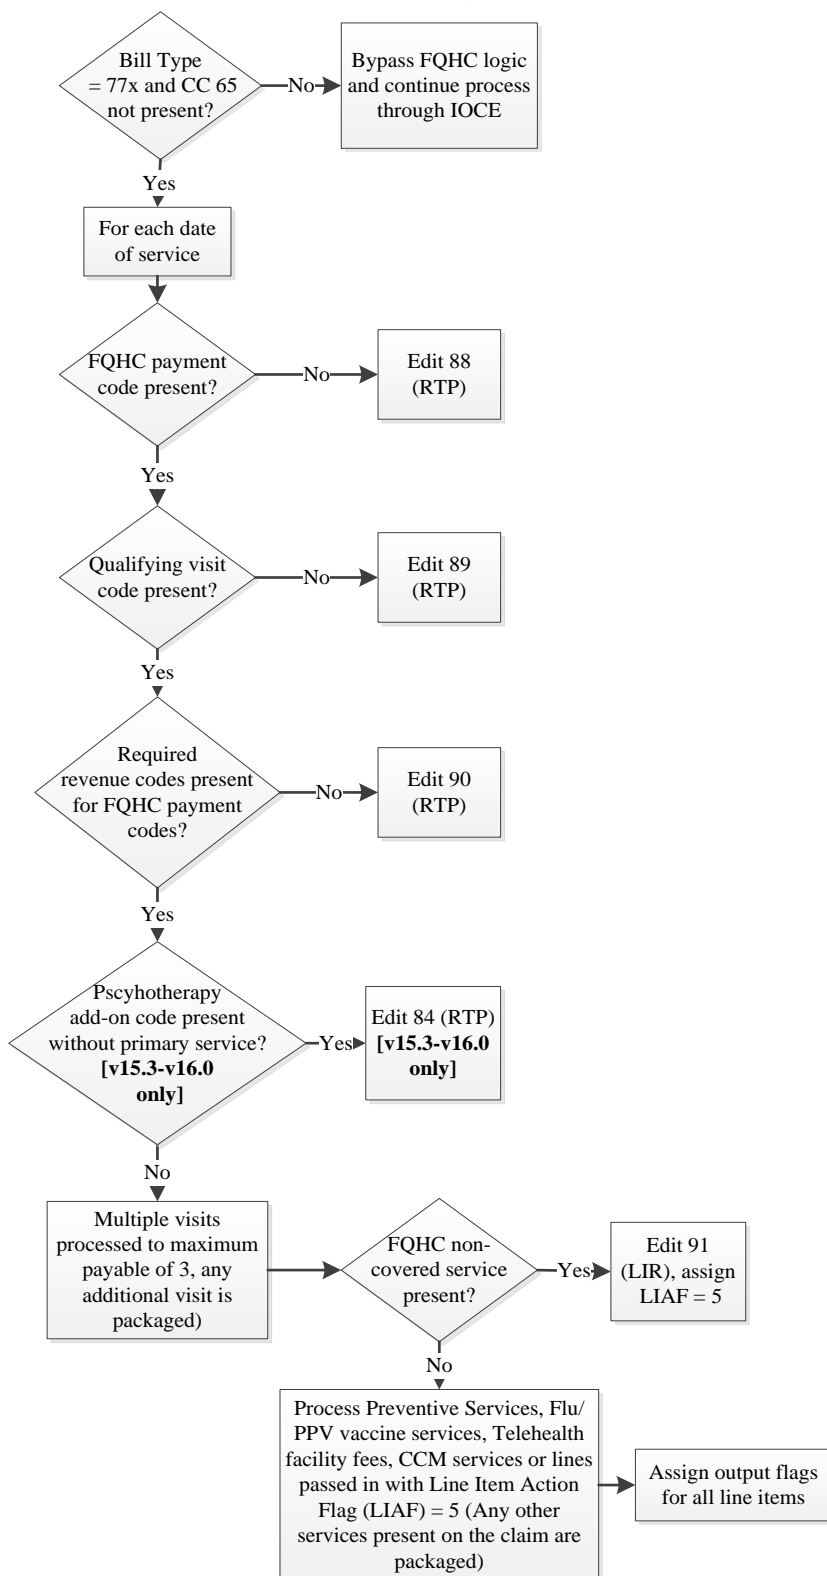 Bill Type
= 77x and CC 65
not present?
No
Bypass FQHC logic
and continue process
through IOCE
Yes
For each date
of service
FQHC payment
code present?
No
Edit 88
(RTP)
Yes
Qualifying visit
code present?
No
Edit 89
(RTP)
Yes
Required
revenue codes present
for FQHC payment
codes?
No
Edit 90
(RTP)
Yes
Pscyhotherapy
add-on code present
without primary service?
[v15.3-v16.0
only]
Yes
Edit 84 (RTP)
[v15.3-v16.0
only]
No
Multiple visits
processed to maximum
payable of 3, any
additional visit is
packaged)
FQHC non-
covered service
present?
Yes
Edit 91
(LIR), assign
LIAF = 5
No
Process Preventive Services, Flu/
PPV vaccine services, Telehealth
facility fees, CCM services or lines
passed in with Line Item Action
Flag (LIAF) = 5 (Any other
services present on the claim are
packaged)
Assign output flags
for all line items